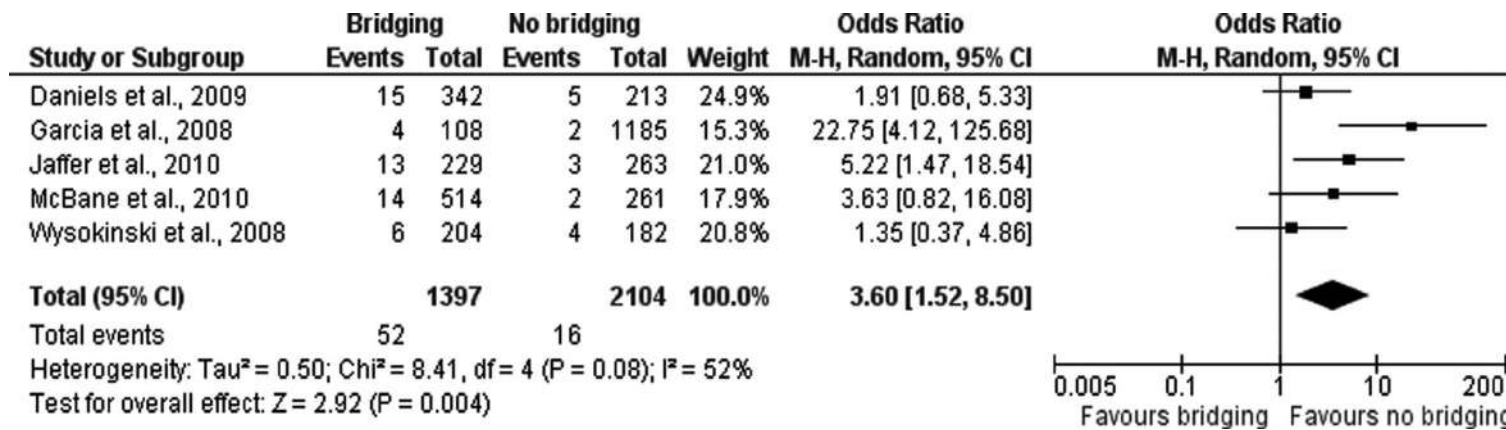 Bridging No bridging Odds Ratio Odds Ratio
Study or Subgroup Events Total Events Total Weight M-H, Random, 95% CI M-H, Random, 95% CI
Daniels et al., 2009 15 342 5 213 24.9% 1.91 [0.68, 5.33]
Garcia et al., 2008 4 108 2 1185 15.3% 22.75 [4.12, 125.68]
Jaffer et al., 2010 13 229 3 263 21.0% 5.22 [1.47, 18.54]
McBane et al., 2010 14 514 2 261 17.9% 3.63 [0.82, 16.08]
Wysokinski et al., 2008 6 204 4 182 20.8% 1.35 [0.37, 4.86]
Total (95% CI) 1397 2104 100.0% 3.60 [1.52, 8.50]
Total events 52 16
Heterogeneity: Tau² = 0.50; Chi² = 8.41, df = 4 (P = 0.08); I² = 52%
Test for overall effect: Z = 2.92 (P = 0.004)
0.005 0.1 1 10 200
Favours bridging Favours no bridging